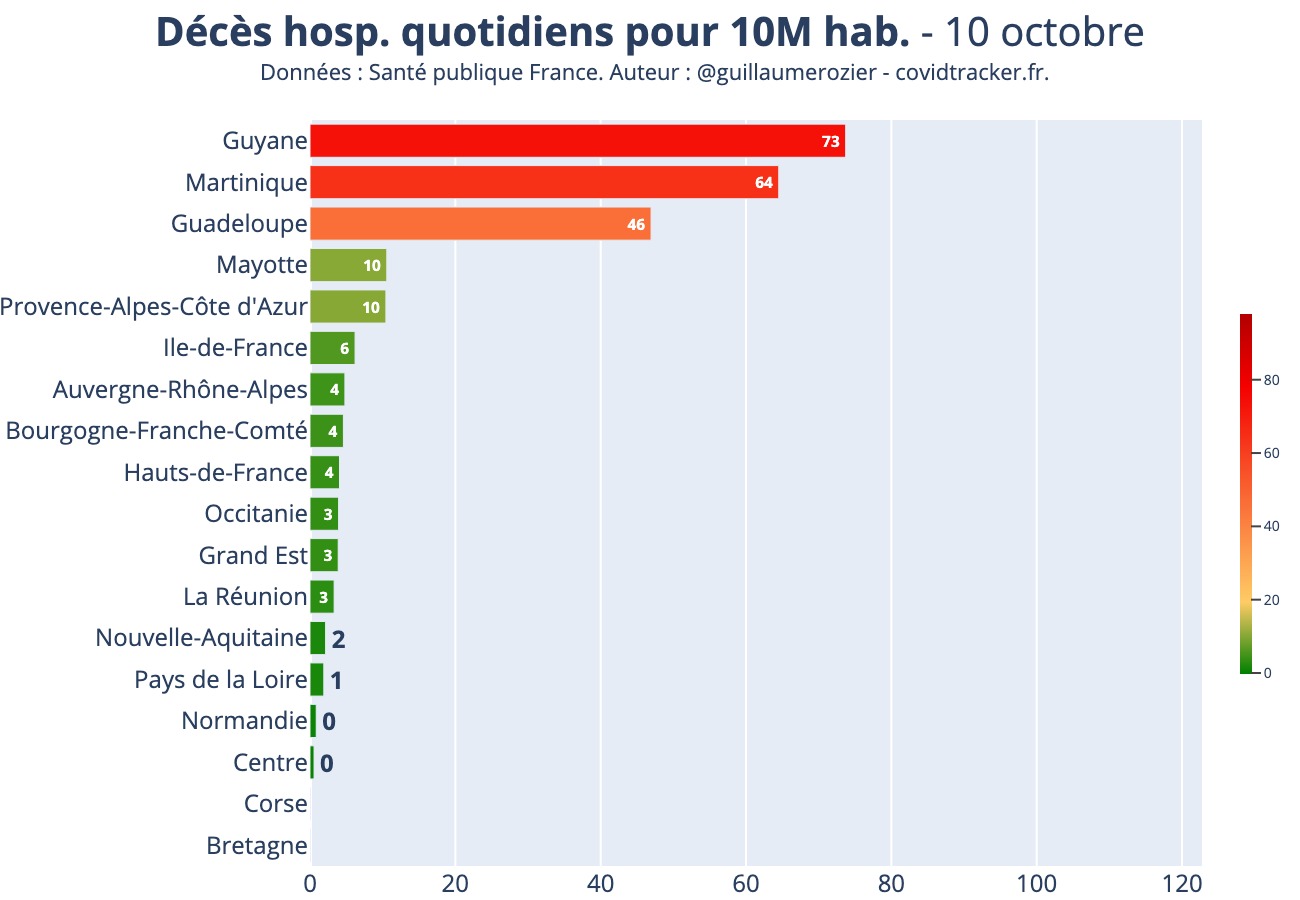 Décès hosp. quotidiens pour 10M hab. - 10 octobre
Données : Santé publique France. Auteur : @guillaumerozier - covidtracker.fr.
Guyane 73
Martinique 64
Guadeloupe 46
Mayotte 10
Provence-Alpes-Côte d'Azur 10
Ile-de-France 6
Auvergne-Rhône-Alpes 4
Bourgogne-Franche-Comté 4
Hauts-de-France 4
Occitanie 3
Grand Est 3
La Réunion 3
Nouvelle-Aquitaine 2
Pays de la Loire 1
Normandie 0
Centre 0
Corse
Bretagne
0 20 40 60 80 100 120
80
60
40
20
0